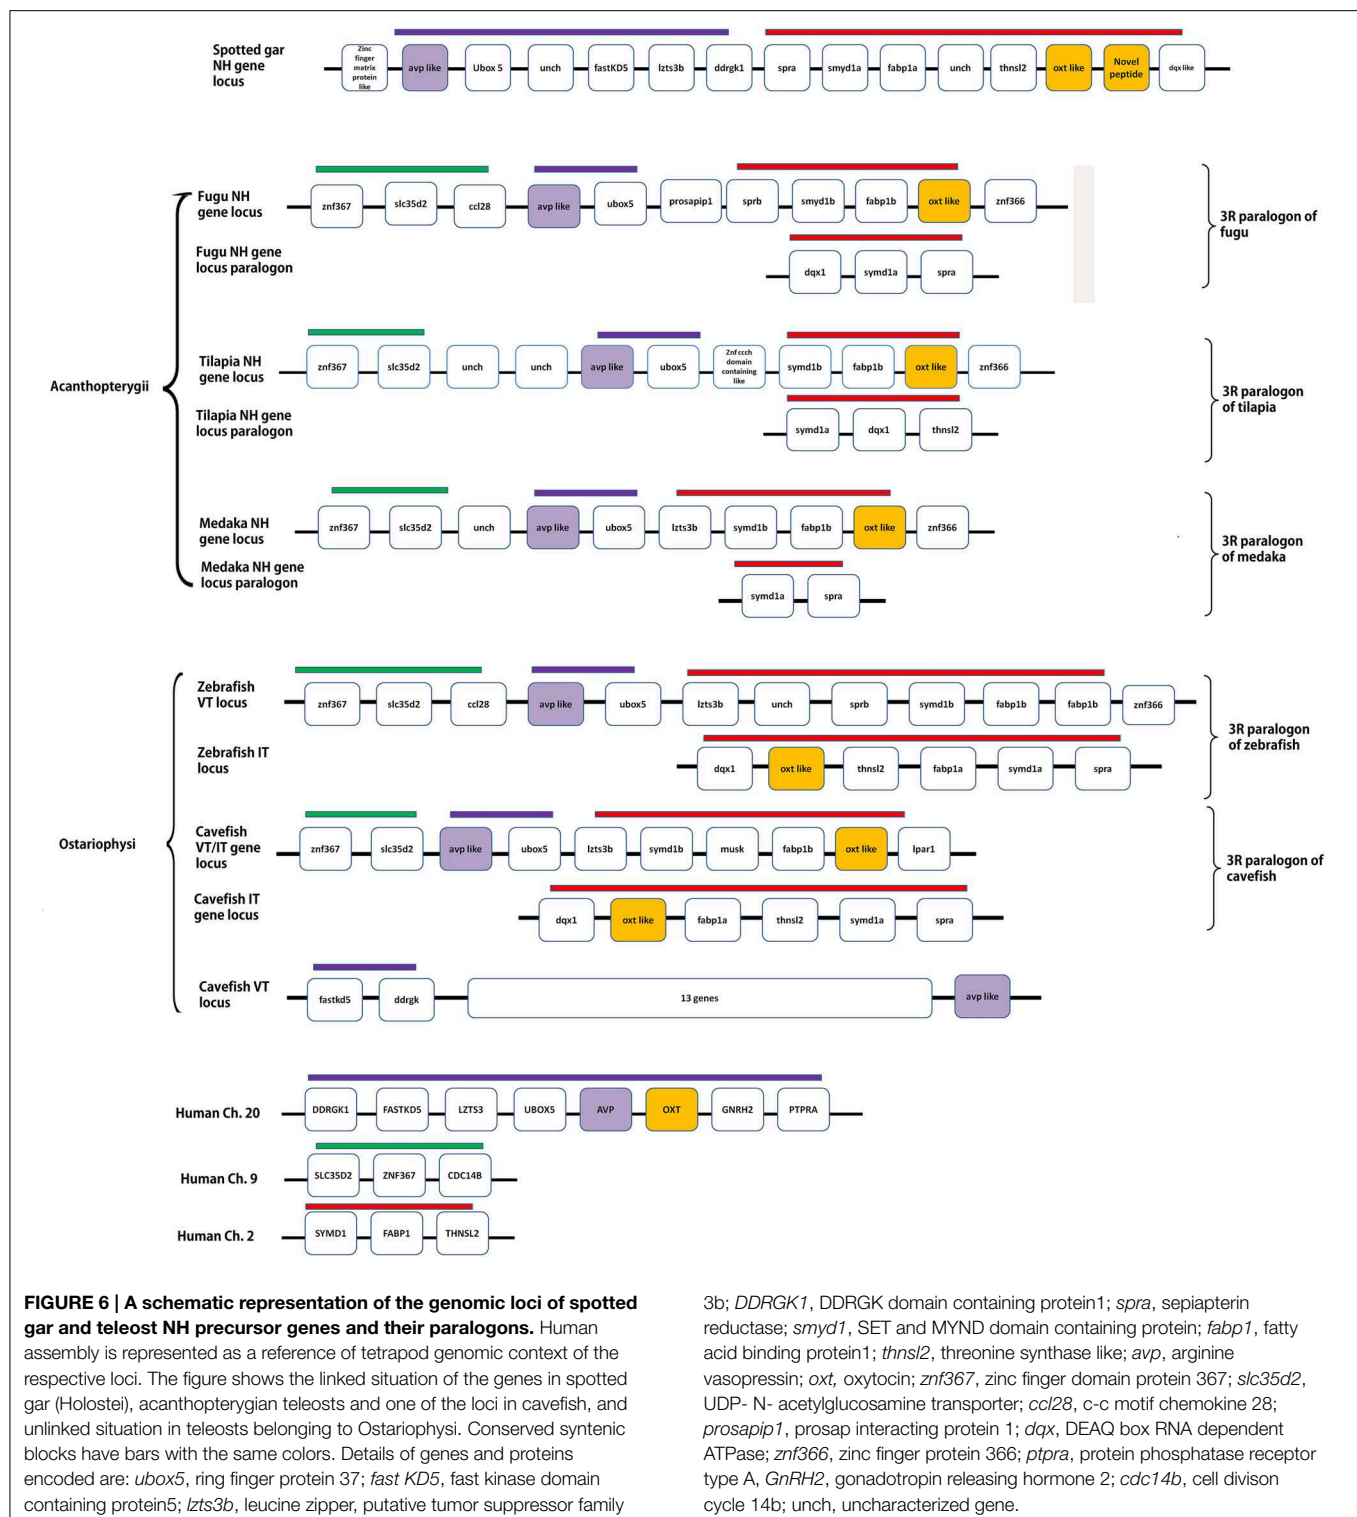 Spotted gar
NH gene
locus
Zinc
finger
matrix
protein
like
avp like
Ubox 5
unch
fastKD5
lzts3b
ddrgk1
spra
smyd1a
fabp1a
unch
thnsl2
oxt like
Novel
peptide
dqx like
Acanthopterygii
Fugu NH
gene locus
znf367
slc35d2
ccl28
avp like
ubox5
prosapip1
sprb
smyd1b
fabp1b
oxt like
znf366
Fugu NH gene
locus paralogon
dqx1
symd1a
spra
3R paralogon of
fugu
Tilapia NH
gene locus
znf367
slc35d2
unch
unch
avp like
ubox5
Znf ccch
domain
containing
like
symd1b
fabp1b
oxt like
znf366
Tilapia NH gene
locus paralogon
symd1a
dqx1
thnsl2
3R paralogon
of tilapia
Medaka NH
gene locus
znf367
slc35d2
unch
avp like
ubox5
lzts3b
symd1b
fabp1b
oxt like
znf366
Medaka NH gene
locus paralogon
symd1a
spra
3R paralogon
of medaka
Ostariophysi
Zebrafish
VT locus
znf367
slc35d2
ccl28
avp like
ubox5
lzts3b
unch
sprb
symd1b
fabp1b
fabp1b
znf366
Zebrafish IT
locus
dqx1
oxt like
thnsl2
fabp1a
symd1a
spra
3R paralogon
of zebrafish
Cavefish
VT/IT gene
locus
znf367
slc35d2
avp like
ubox5
lzts3b
symd1b
musk
fabp1b
oxt like
lpar1
Cavefish IT
gene locus
dqx1
oxt like
fabp1a
thnsl2
symd1a
spra
3R paralogon of
cavefish
Cavefish VT
locus
fastkd5
ddrgk
13 genes
avp like
Human Ch. 20
DDRGK1
FASTKD5
LZTS3
UBOX5
AVP
OXT
GNRH2
PTPRA
Human Ch. 9
SLC35D2
ZNF367
CDC14B
Human Ch. 2
SYMD1
FABP1
THNSL2
FIGURE 6 | A schematic representation of the genomic loci of spotted
gar and teleost NH precursor genes and their paralogons. Human
assembly is represented as a reference of tetrapod genomic context of the
respective loci. The figure shows the linked situation of the genes in spotted
gar (Holostei), acanthopterygian teleosts and one of the loci in cavefish, and
unlinked situation in teleosts belonging to Ostariophysi. Conserved syntenic
blocks have bars with the same colors. Details of genes and proteins
encoded are: ubox5, ring finger protein 37; fast KD5, fast kinase domain
containing protein5; lzts3b, leucine zipper, putative tumor suppressor family
3b; DDRGK1, DDRGK domain containing protein1; spra, sepiapterin
reductase; smyd1, SET and MYND domain containing protein; fabp1, fatty
acid binding protein1; thnsl2, threonine synthase like; avp, arginine
vasopressin; oxt, oxytocin; znf367, zinc finger domain protein 367; slc35d2,
UDP- N- acetylglucosamine transporter; ccl28, c-c motif chemokine 28;
prosapip1, prosap interacting protein 1; dqx, DEAQ box RNA dependent
ATPase; znf366, zinc finger protein 366; ptpra, protein phosphatase receptor
type A, GnRH2, gonadotropin releasing hormone 2; cdc14b, cell divison
cycle 14b; unch, uncharacterized gene.